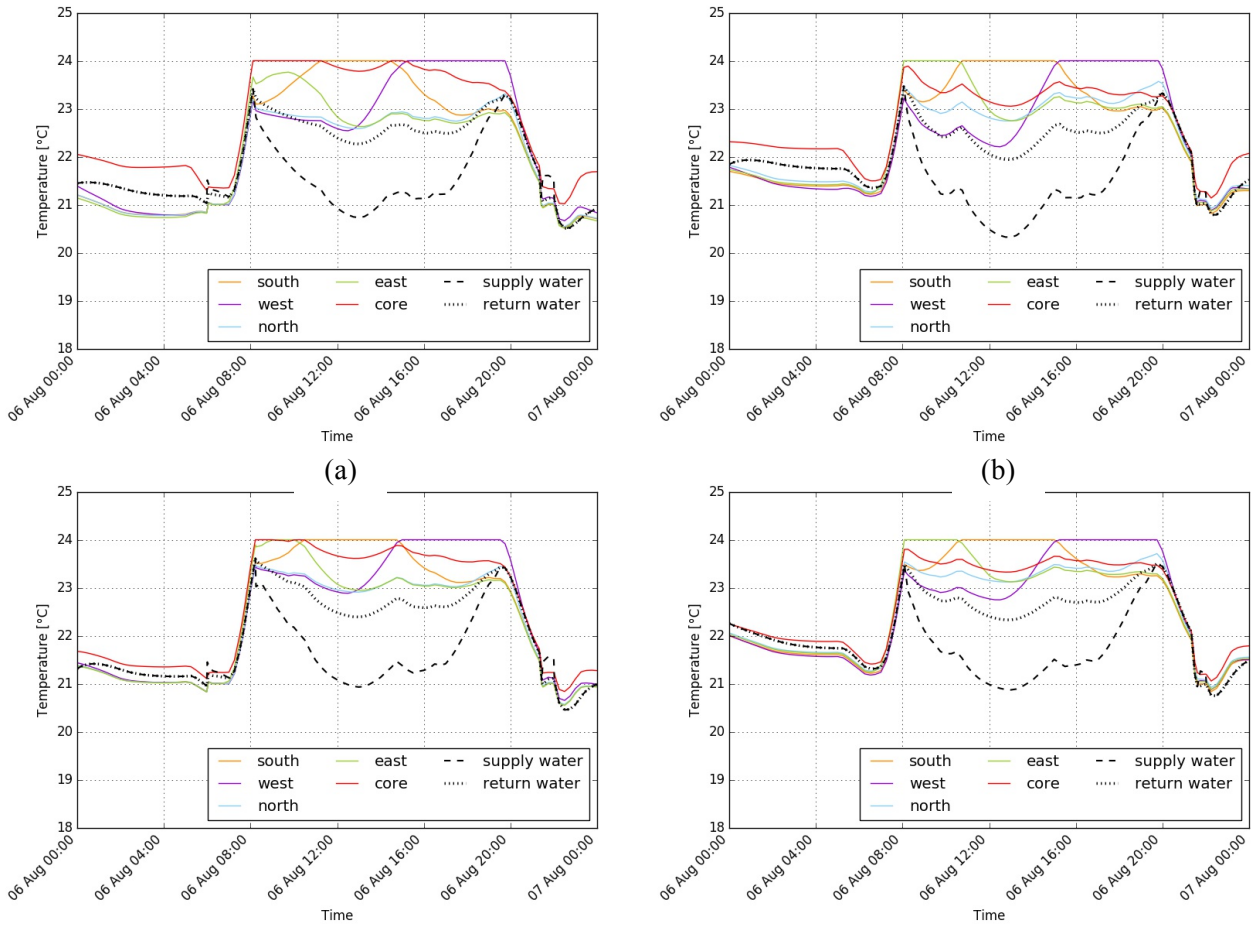 25
24
23
22
21
20
19
18
Temperature [°C]
south east supply water
west core return water
north
06 Aug 00:00
06 Aug 04:00
06 Aug 08:00
06 Aug 12:00
06 Aug 16:00
06 Aug 20:00
07 Aug 00:00
Time
(a)
25
24
23
22
21
20
19
18
Temperature [°C]
south east supply water
west core return water
north
06 Aug 00:00
06 Aug 04:00
06 Aug 08:00
06 Aug 12:00
06 Aug 16:00
06 Aug 20:00
07 Aug 00:00
Time
(b)
25
24
23
22
21
20
19
18
Temperature [°C]
south east supply water
west core return water
north
06 Aug 00:00
06 Aug 04:00
06 Aug 08:00
06 Aug 12:00
06 Aug 16:00
06 Aug 20:00
07 Aug 00:00
Time
25
24
23
22
21
20
19
18
Temperature [°C]
south east supply water
west core return water
north
06 Aug 00:00
06 Aug 04:00
06 Aug 08:00
06 Aug 12:00
06 Aug 16:00
06 Aug 20:00
07 Aug 00:00
Time